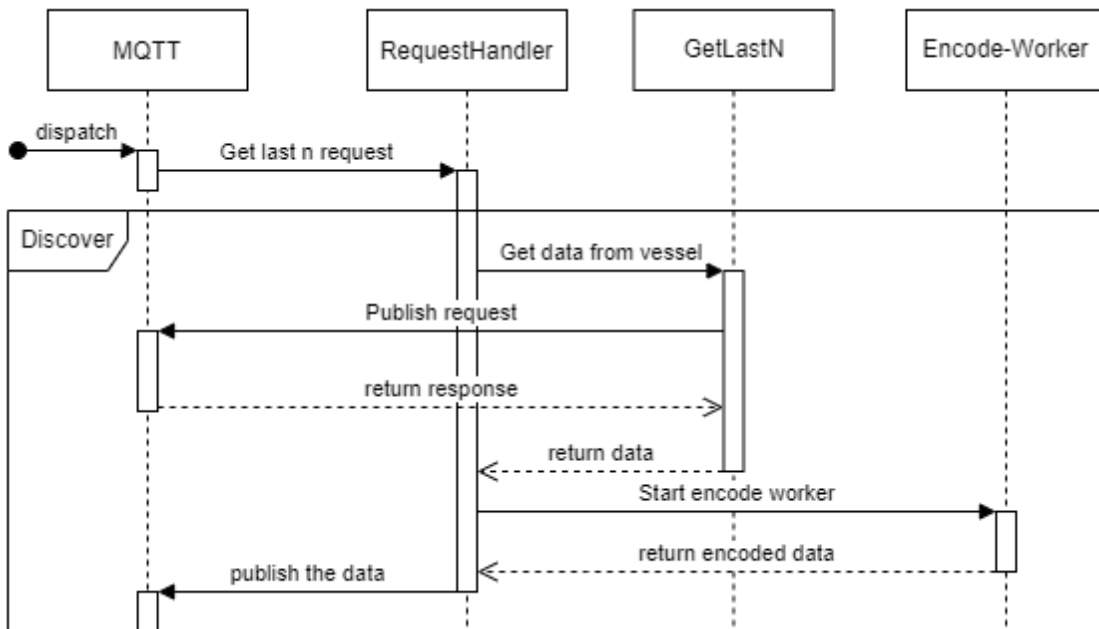 MQTT
RequestHandler
GetLastN
Encode-Worker
dispatch
Get last n request
Discover
Get data from vessel
Publish request
return response
return data
Start encode worker
return encoded data
publish the data